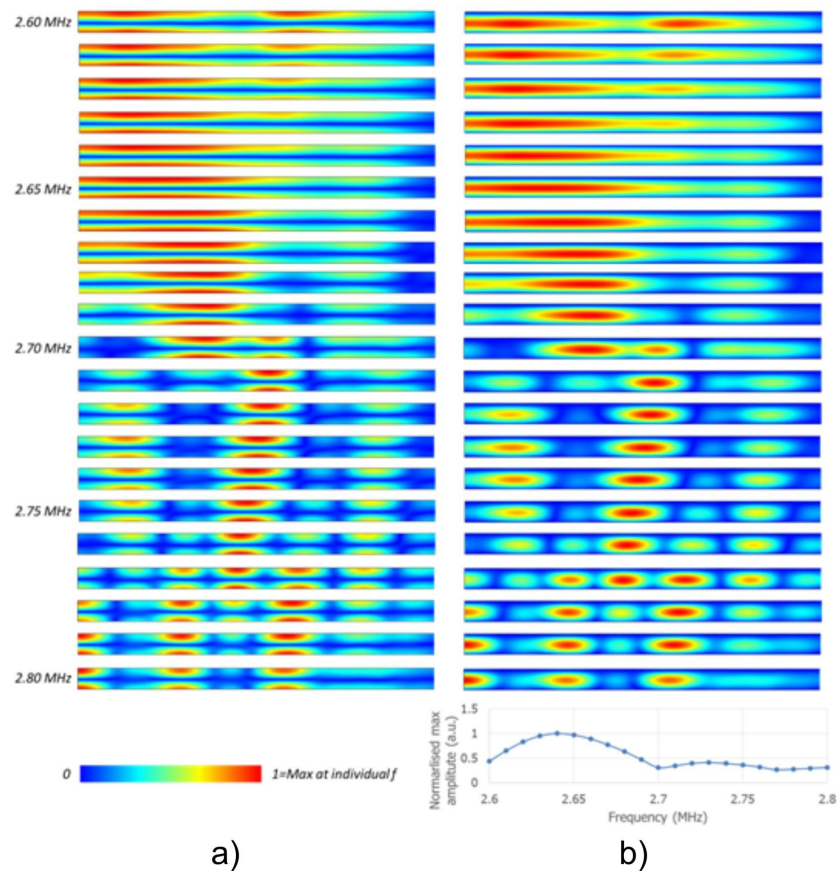 2.60 MHz
2.65 MHz
2.70 MHz
2.75 MHz
2.80 MHz
0
1=Max at individual f
Normarlised max
amplitute (a.u.)
1.5
1
0.5
0
2.6
2.65
2.7
2.75
2.8
Frequency (MHz)
a)
b)